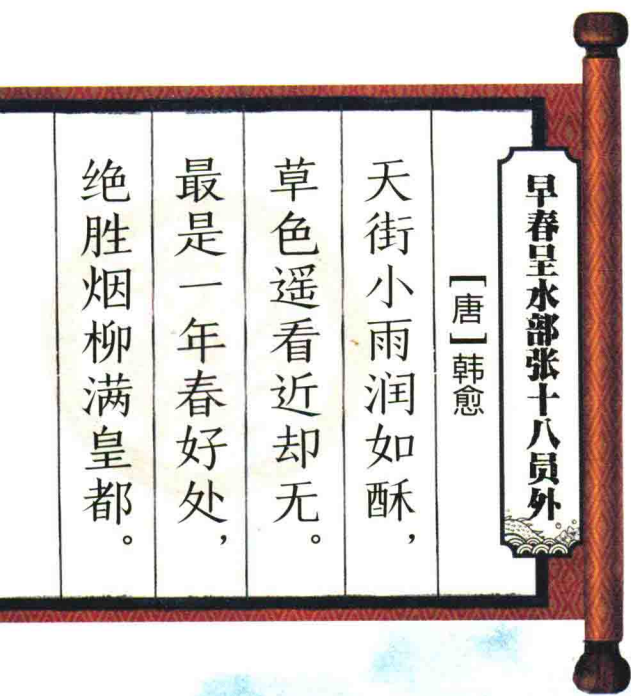 早春呈水部张十八员外
【唐】韩愈
天街小雨润如酥，
草色遥看近却无。
最是一年春好处，
绝胜烟柳满皇都。